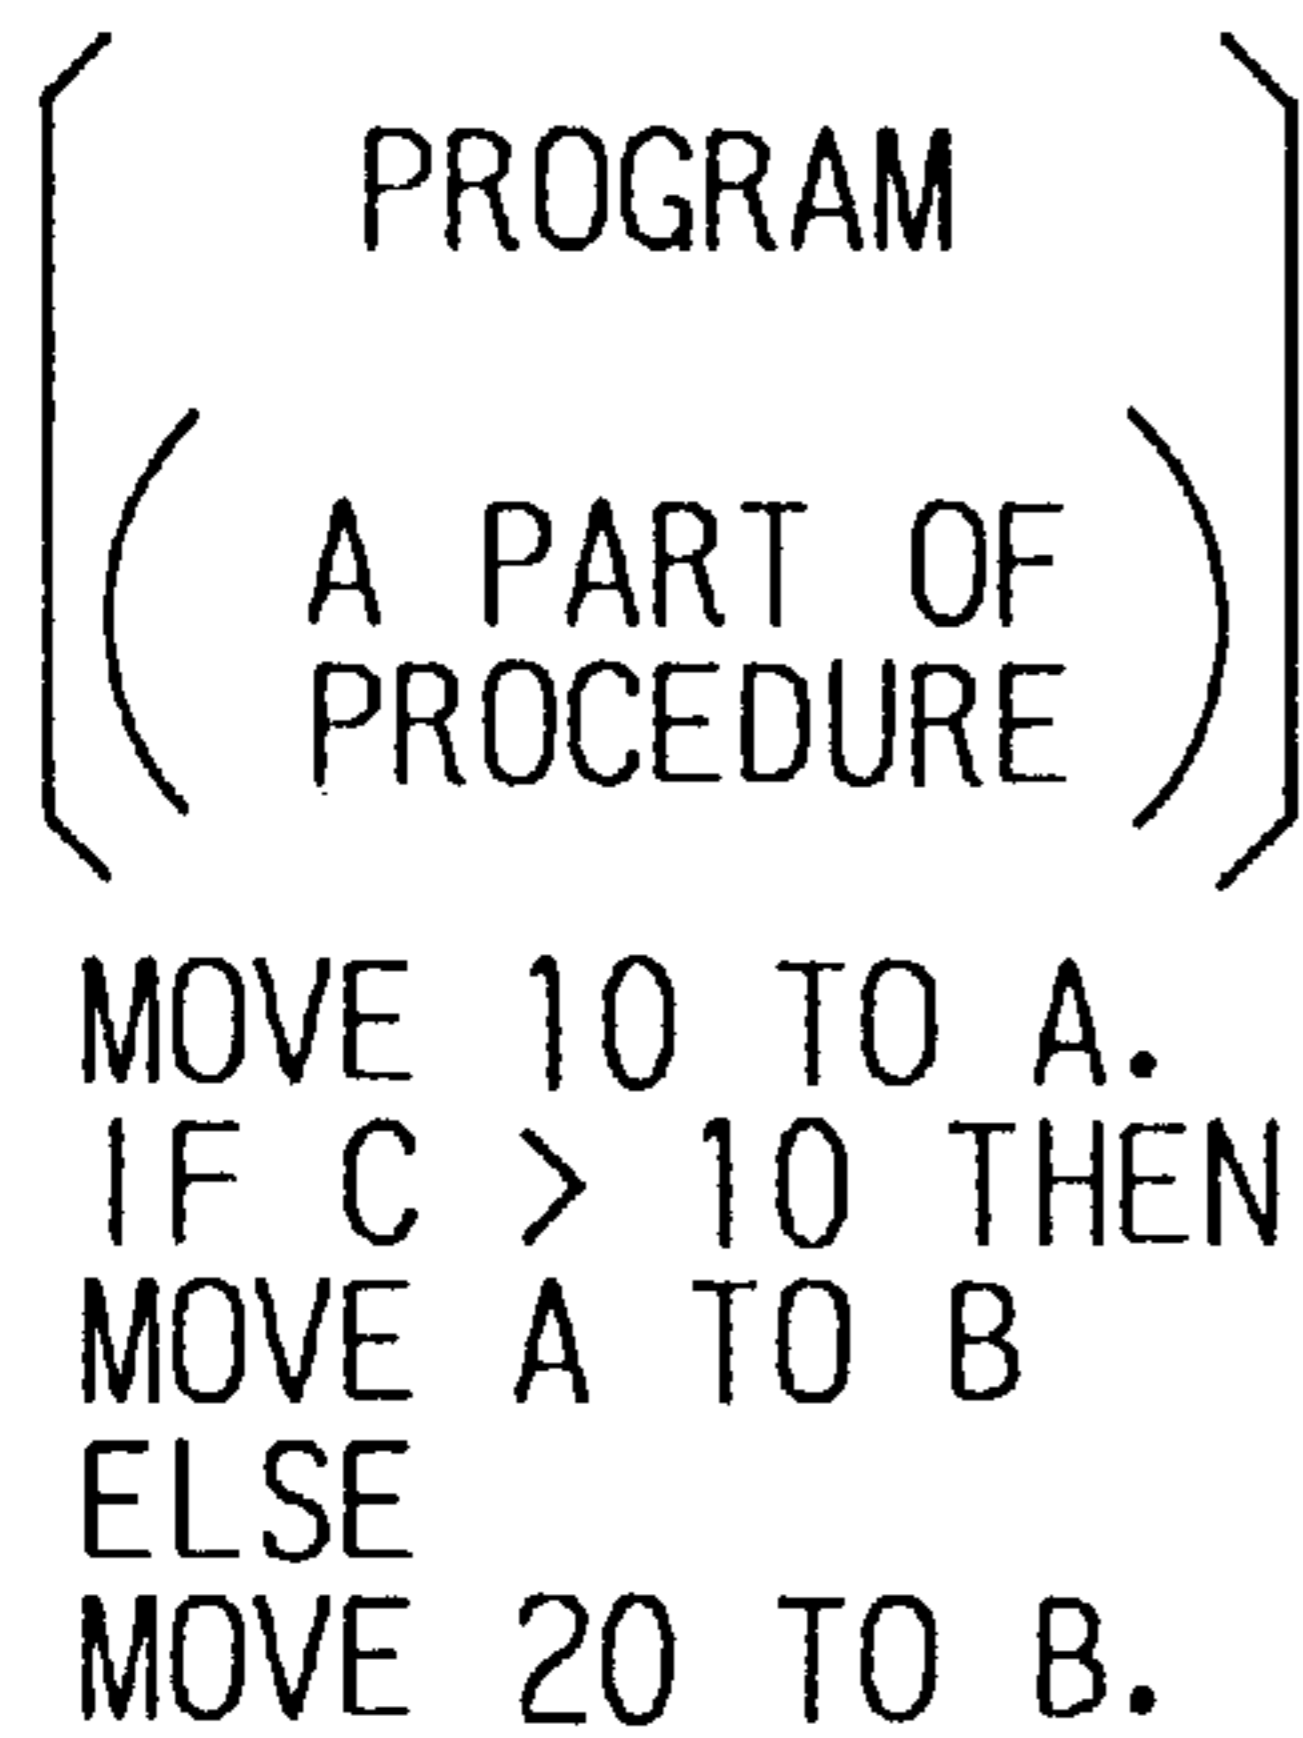 PROGRAM
A PART OF
PROCEDURE
MOVE 10 TO A.
IF C > 10 THEN
MOVE A TO B
ELSE
MOVE 20 TO B.